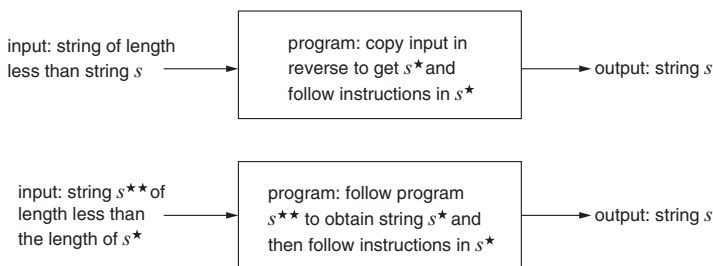 input: string of length
less than string s
program: copy input in
reverse to get s★ and
follow instructions in s★
output: string s
input: string s★★ of
length less than
the length of s★
program: follow program
s★★ to obtain string s★ and
then follow instructions in s★
output: string s